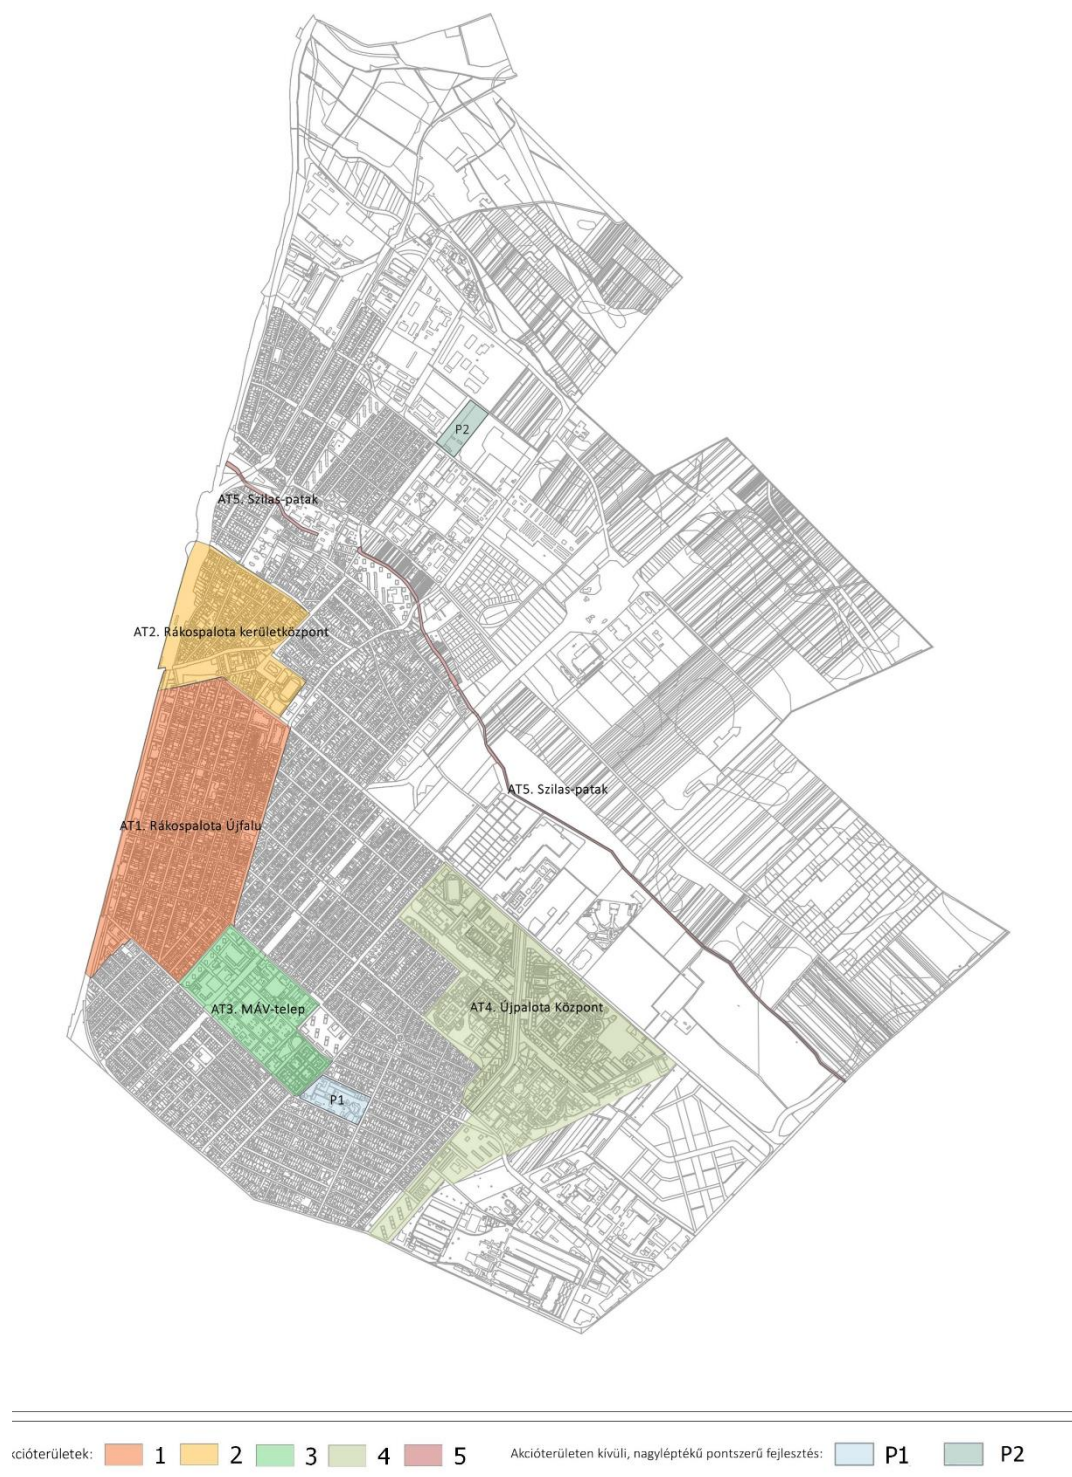 P2
AT5. Szilas-patak
AT2. Rákospalota kerületközpont
AT5. Szilas-patak
AT1. Rákospalota Újfalu
AT3. MÁV-telep
AT4. Újpalota Központ
P1
kcióterületek: 1 2 3 4 5 Akcióterületen kívüli, nagyléptékű pontszerű fejlesztés: P1 P2